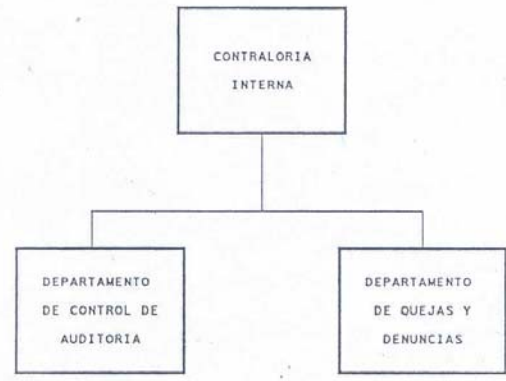 CONTRALORIA
INTERNA
DEPARTAMENTO
DE CONTROL DE
AUDITORIA
DEPARTAMENTO
DE QUEJAS Y
DENUNCIAS